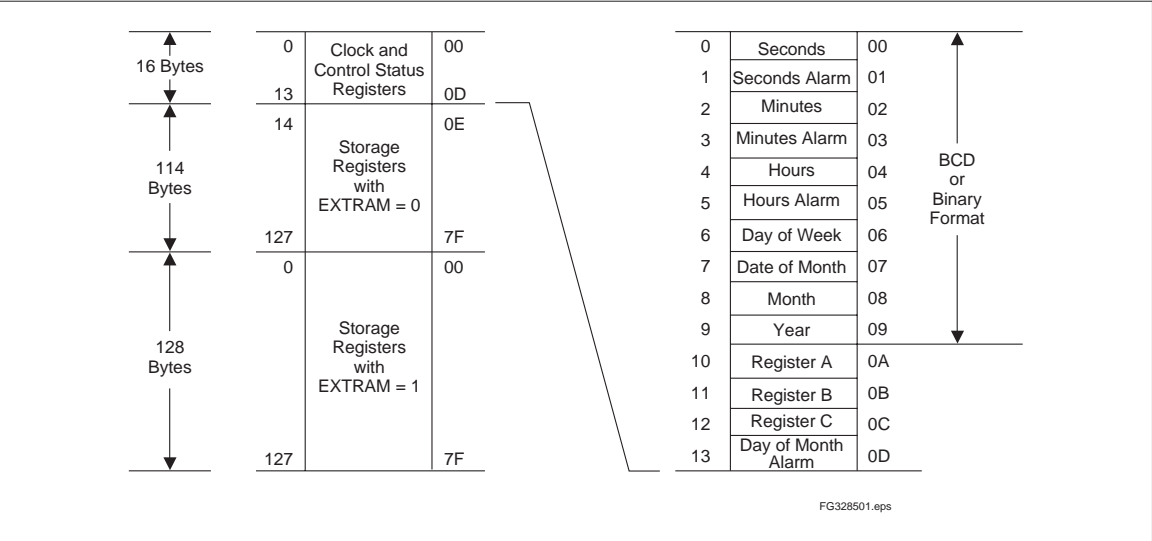 16 Bytes
0
Clock and
Control Status
Registers
00
13
0D
114
Bytes
14
Storage
Registers
with
EXTRAM = 0
0E
127
7F
128
Bytes
0
Storage
Registers
with
EXTRAM = 1
00
127
7F
0 Seconds 00
1 Seconds Alarm 01
2 Minutes 02
3 Minutes Alarm 03
4 Hours 04
5 Hours Alarm 05
6 Day of Week 06
7 Date of Month 07
8 Month 08
9 Year 09
10 Register A 0A
11 Register B 0B
12 Register C 0C
13 Day of Month
Alarm 0D
BCD
or
Binary
Format
FG328501.eps